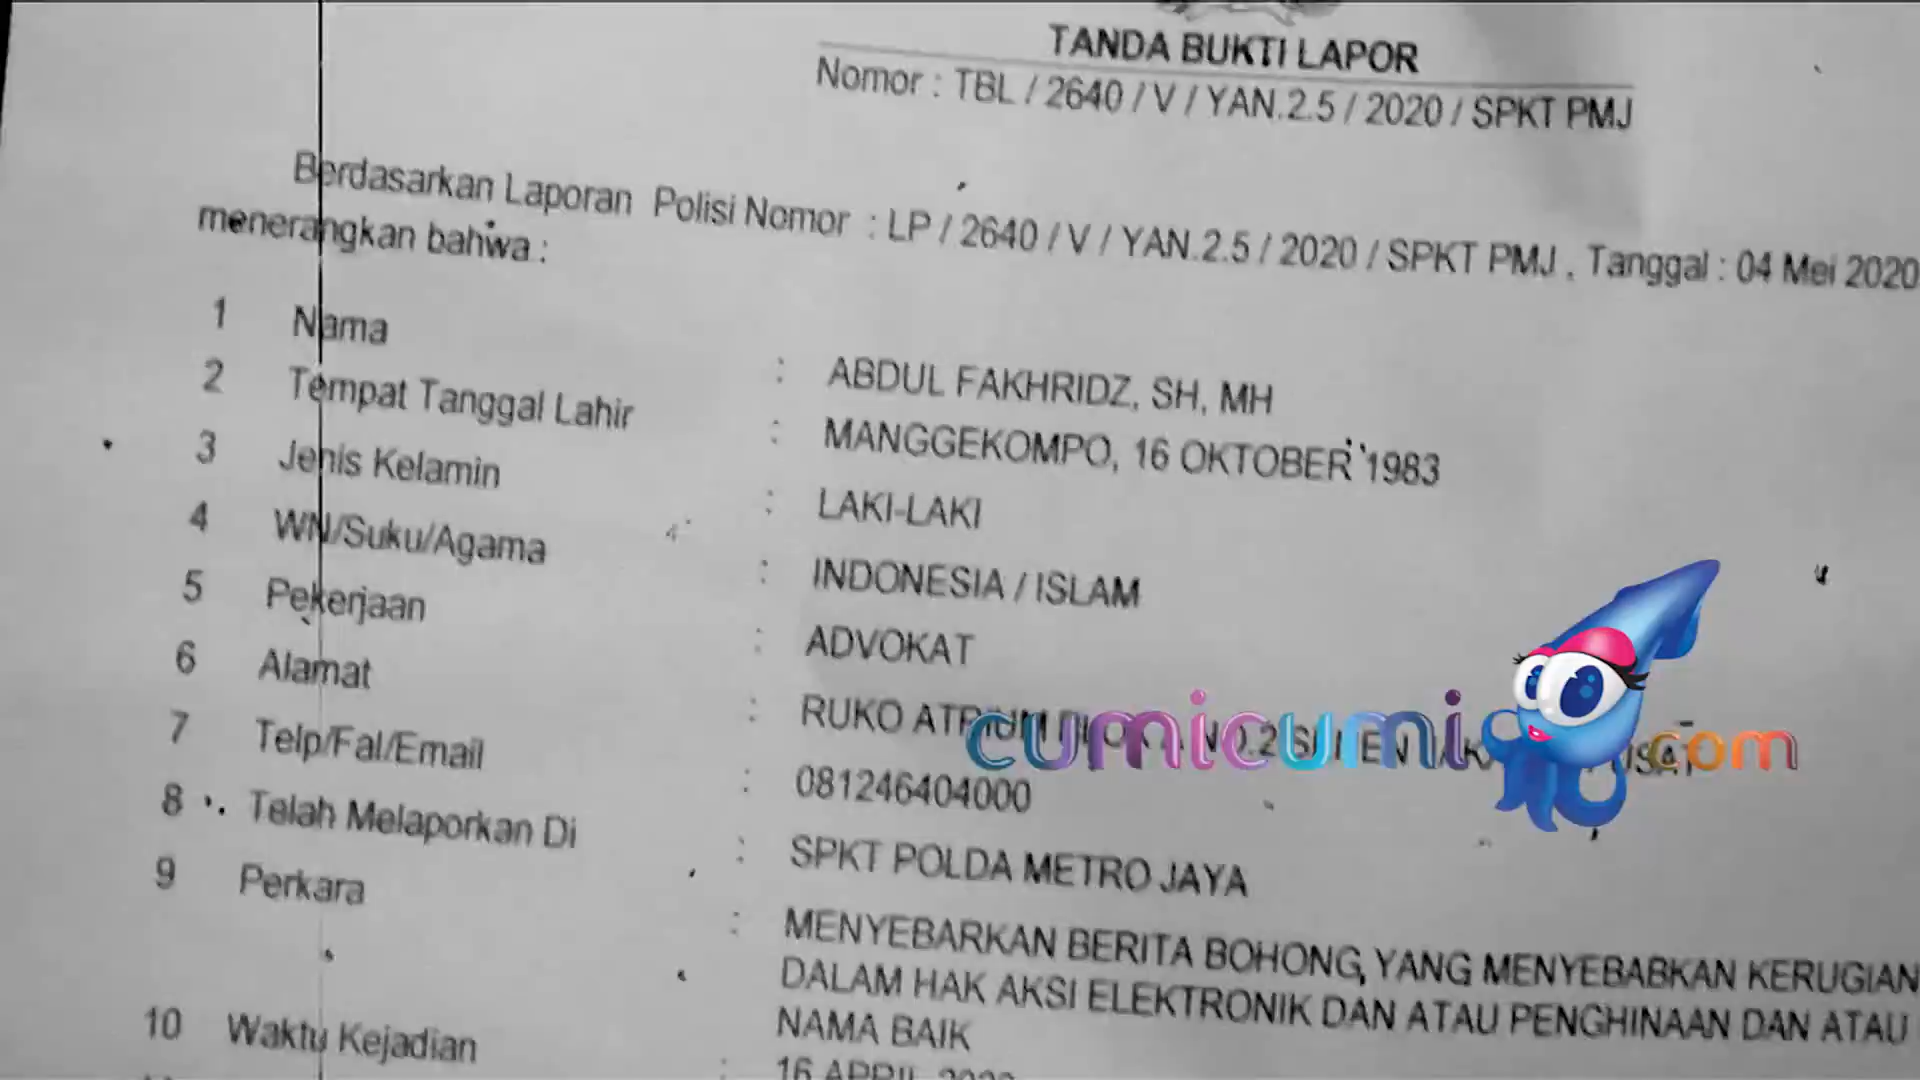 TANDA BUKTI LAPOR
Nomor : TBL / 2640 / V / YAN.2.5 / 2020 / SPKT PMJ
Berdasarkan Laporan Polisi Nomor : LP / 2640 / V / YAN.2.5 / 2020 / SPKT PMJ , Tanggal : 04 Mei 2020
menerangkan bahwa :
1 Nama : ABDUL FAKHRIDZ, SH, MH
2 Tempat Tanggal Lahir : MANGGEKOMPO, 16 OKTOBER 1983
3 Jenis Kelamin : LAKI-LAKI
4 WN/Suku/Agama : INDONESIA / ISLAM
5 Pekerjaan : ADVOKAT
6 Alamat : RUKO ATRIUM
cumicumi.com
7 Telp/Fal/Email : 081246404000
8 Telah Melaporkan Di : SPKT POLDA METRO JAYA
9 Perkara : MENYEBARKAN BERITA BOHONG, YANG MENYEBABKAN KERUGIAN
DALAM HAK AKSI ELEKTRONIK DAN ATAU PENGHINAAN DAN ATAU
NAMA BAIK
10 Waktu Kejadian : 16 APRIL